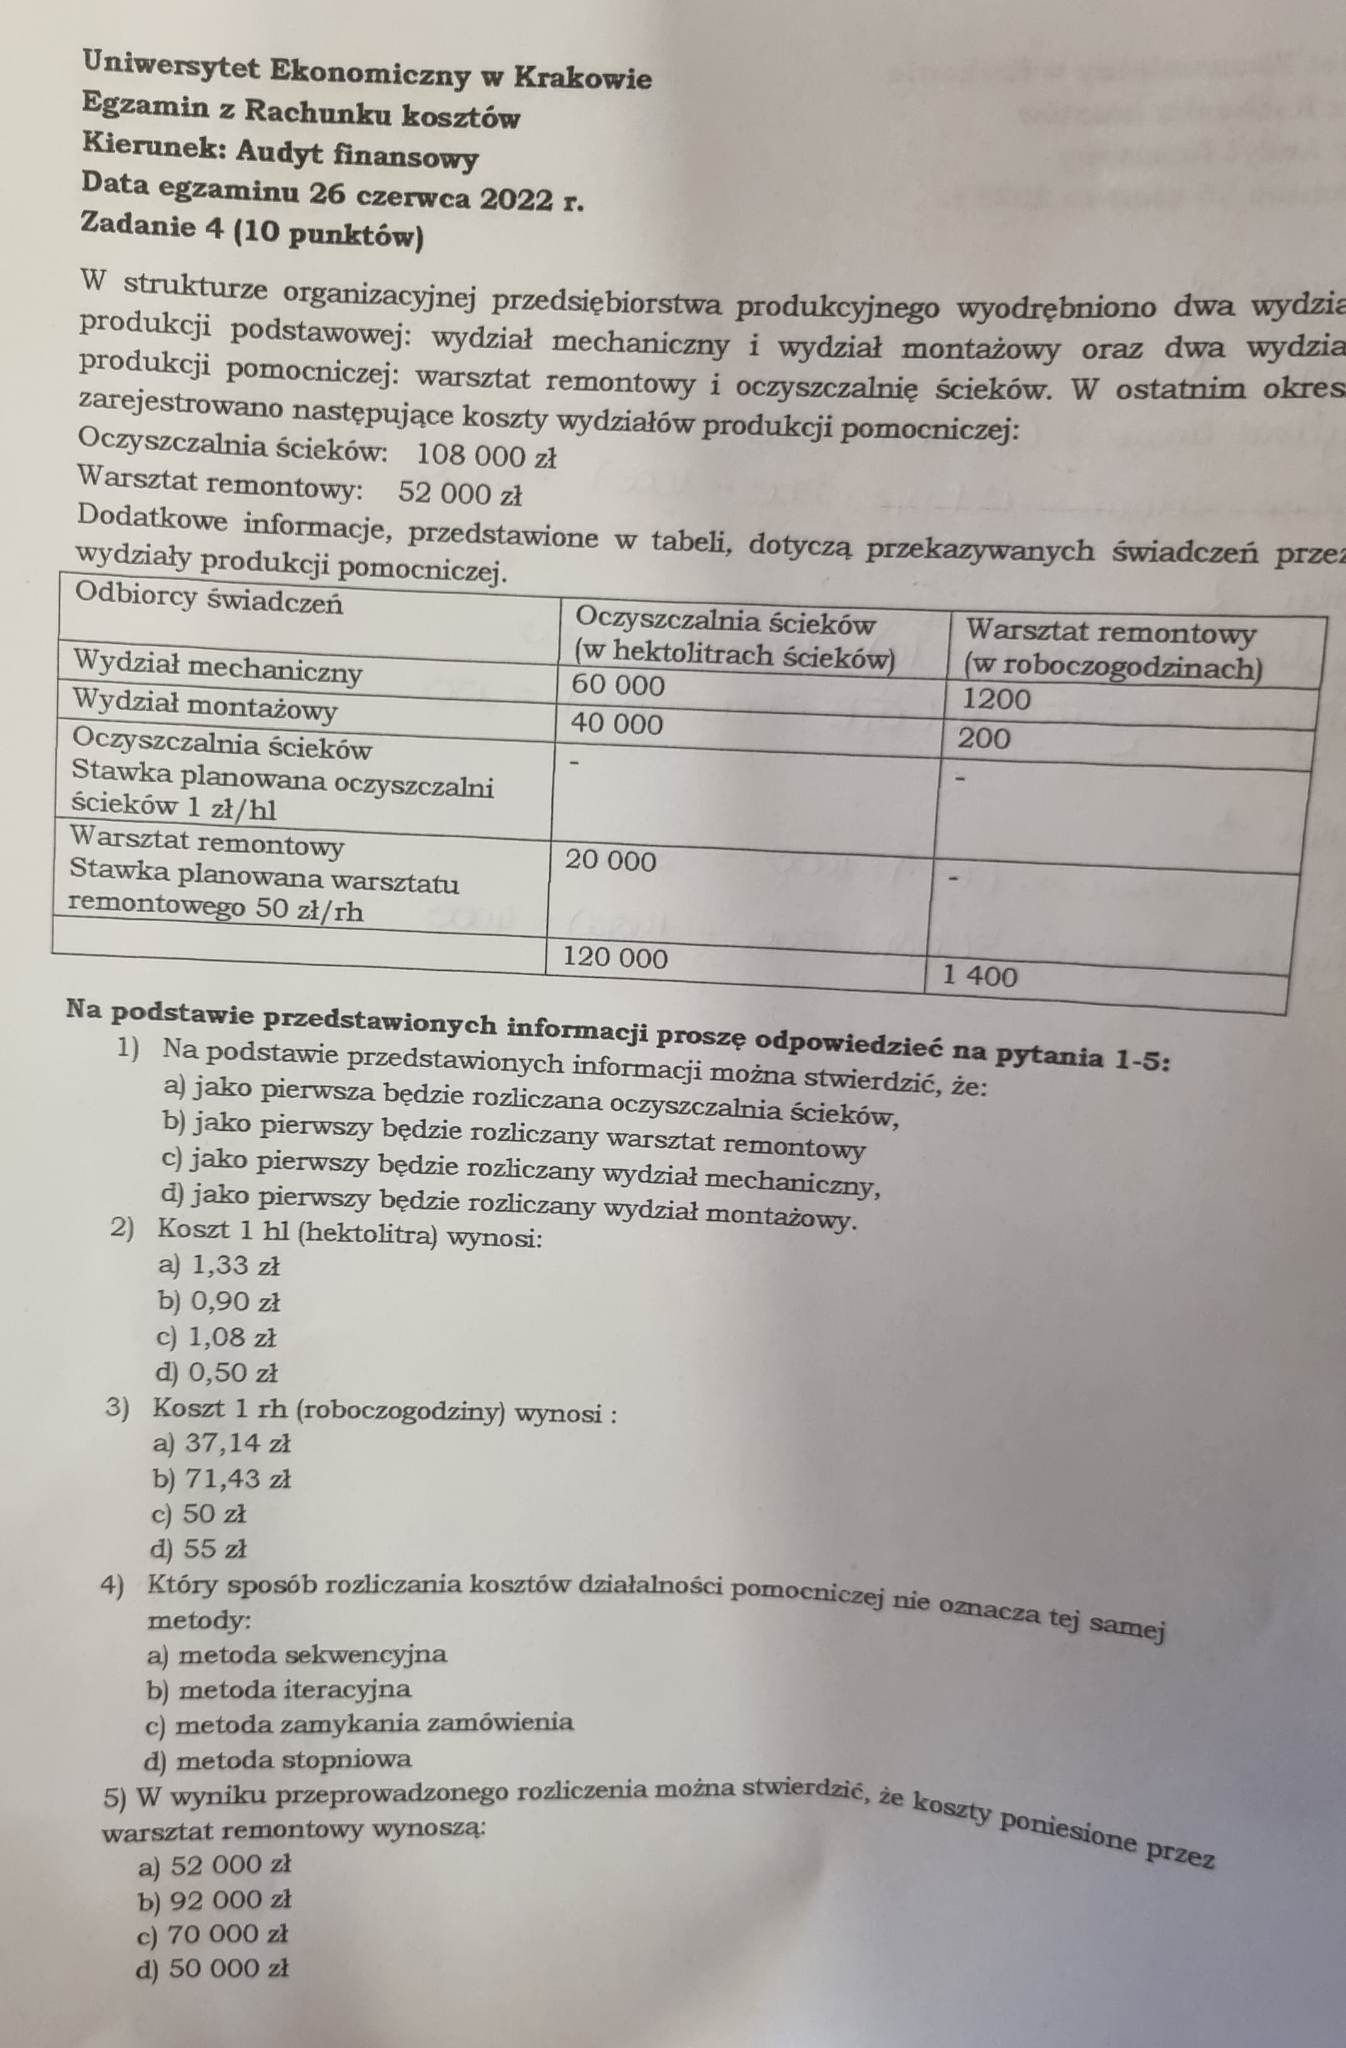 Uniwersytet Ekonomiczny w Krakowie
Egzamin z Rachunku kosztów
Kierunek: Audyt finansowy
Data egzaminu 26 czerwca 2022 r.
Zadanie 4 (10 punktów)
W strukturze organizacyjnej przedsiębiorstwa produkcyjnego wyodrębniono dwa wydzia
produkcji podstawowej: wydział mechaniczny i wydział montażowy oraz dwa wydzia
produkcji pomocniczej: warsztat remontowy i oczyszczalnię ścieków. W ostatnim okres
zarejestrowano następujące koszty wydziałów produkcji pomocniczej:
Oczyszczalnia ścieków: 108 000 zł
Warsztat remontowy: 52 000 zł
Dodatkowe informacje, przedstawione w tabeli, dotyczą przekazywanych świadczeń przez
wydziały produkcji pomocniczej.
Odbiorcy świadczeń
Oczyszczalnia ścieków
(w hektolitrach ścieków)
Warsztat remontowy
(w roboczogodzinach)
Wydział mechaniczny
60 000
1200
Wydział montażowy
40 000
200
Oczyszczalnia ścieków
Stawka planowana oczyszczalni
ścieków 1 zł/hl
-
-
Warsztat remontowy
Stawka planowana warsztatu
remontowego 50 zł/rh
20 000
-
120 000
1 400
Na podstawie przedstawionych informacji proszę odpowiedzieć na pytania 1-5:
1) Na podstawie przedstawionych informacji można stwierdzić, że:
a) jako pierwsza będzie rozliczana oczyszczalnia ścieków,
b) jako pierwszy będzie rozliczany warsztat remontowy
c) jako pierwszy będzie rozliczany wydział mechaniczny,
d) jako pierwszy będzie rozliczany wydział montażowy.
2) Koszt 1 hl (hektolitra) wynosi:
a) 1,33 zł
b) 0,90 zł
c) 1,08 zł
d) 0,50 zł
3) Koszt 1 rh (roboczogodziny) wynosi :
a) 37,14 zł
b) 71,43 zł
c) 50 zł
d) 55 zł
4) Który sposób rozliczania kosztów działalności pomocniczej nie oznacza tej samej
metody:
a) metoda sekwencyjna
b) metoda iteracyjna
c) metoda zamykania zamówienia
d) metoda stopniowa
5) W wyniku przeprowadzonego rozliczenia można stwierdzić, że koszty poniesione przez
warsztat remontowy wynoszą:
a) 52 000 zł
b) 92 000 zł
c) 70 000 zł
d) 50 000 zł